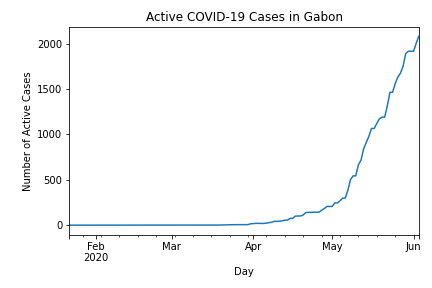 Active COVID-19 Cases in Gabon
Number of Active Cases
2000
1500
1000
500
0
Feb
2020
Mar
Apr
May
Jun
Day